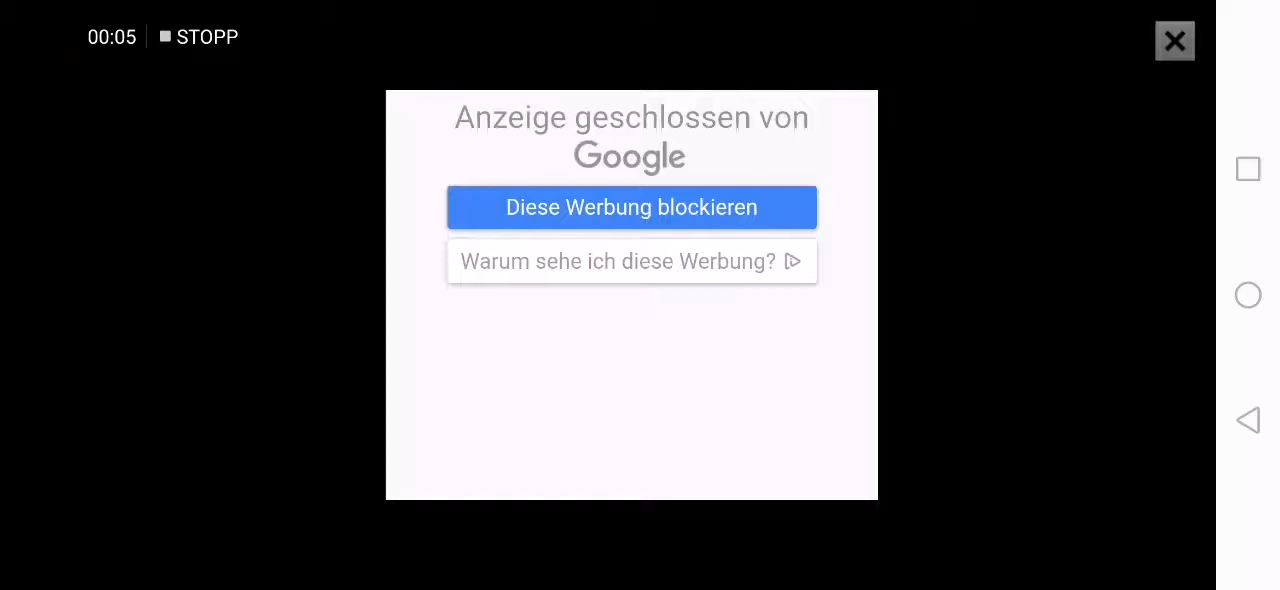 00:05 STOPP
Anzeige geschlossen von
Google
Diese Werbung blockieren
Warum sehe ich diese Werbung?